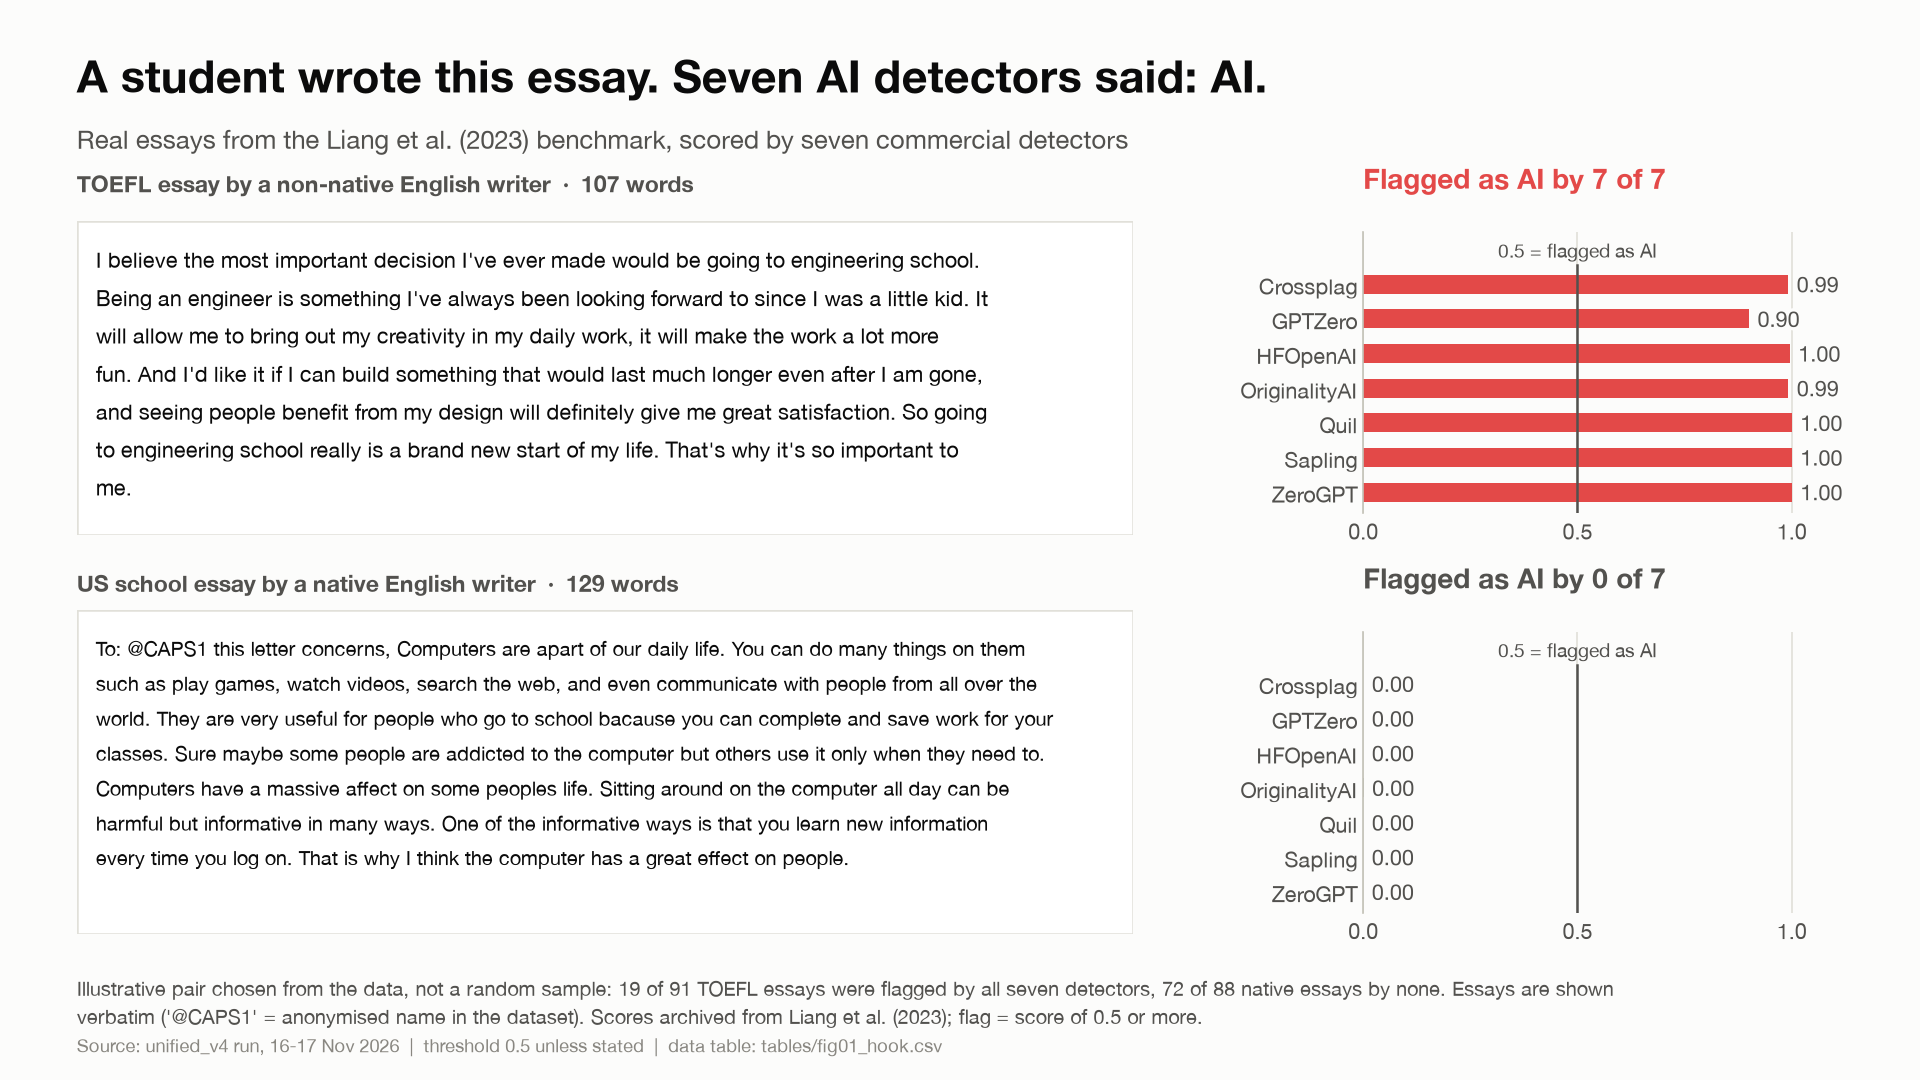 A student wrote this essay. Seven AI detectors said: AI.
Real essays from the Liang et al. (2023) benchmark, scored by seven commercial detectors
TOEFL essay by a non-native English writer · 107 words
I believe the most important decision I've ever made would be going to engineering school.
Being an engineer is something I've always been looking forward to since I was a little kid. It
will allow me to bring out my creativity in my daily work, it will make the work a lot more
fun. And I'd like it if I can build something that would last much longer even after I am gone,
and seeing people benefit from my design will definitely give me great satisfaction. So going
to engineering school really is a brand new start of my life. That's why it's so important to
me.
Flagged as AI by 7 of 7
0.5 = flagged as AI
Crossplag 0.99
GPTZero 0.90
HFOpenAI 1.00
OriginalityAI 0.99
Quil 1.00
Sapling 1.00
ZeroGPT 1.00
0.0 0.5 1.0
US school essay by a native English writer · 129 words
To: @CAPS1 this letter concerns, Computers are apart of our daily life. You can do many things on them
such as play games, watch videos, search the web, and even communicate with people from all over the
world. They are very useful for people who go to school bacause you can complete and save work for your
classes. Sure maybe some people are addicted to the computer but others use it only when they need to.
Computers have a massive affect on some peoples life. Sitting around on the computer all day can be
harmful but informative in many ways. One of the informative ways is that you learn new information
every time you log on. That is why I think the computer has a great effect on people.
Flagged as AI by 0 of 7
0.5 = flagged as AI
Crossplag 0.00
GPTZero 0.00
HFOpenAI 0.00
OriginalityAI 0.00
Quil 0.00
Sapling 0.00
ZeroGPT 0.00
0.0 0.5 1.0
Illustrative pair chosen from the data, not a random sample: 19 of 91 TOEFL essays were flagged by all seven detectors, 72 of 88 native essays by none. Essays are shown
verbatim ('@CAPS1' = anonymised name in the dataset). Scores archived from Liang et al. (2023); flag = score of 0.5 or more.
Source: unified_v4 run, 16-17 Nov 2026 | threshold 0.5 unless stated | data table: tables/fig01_hook.csv